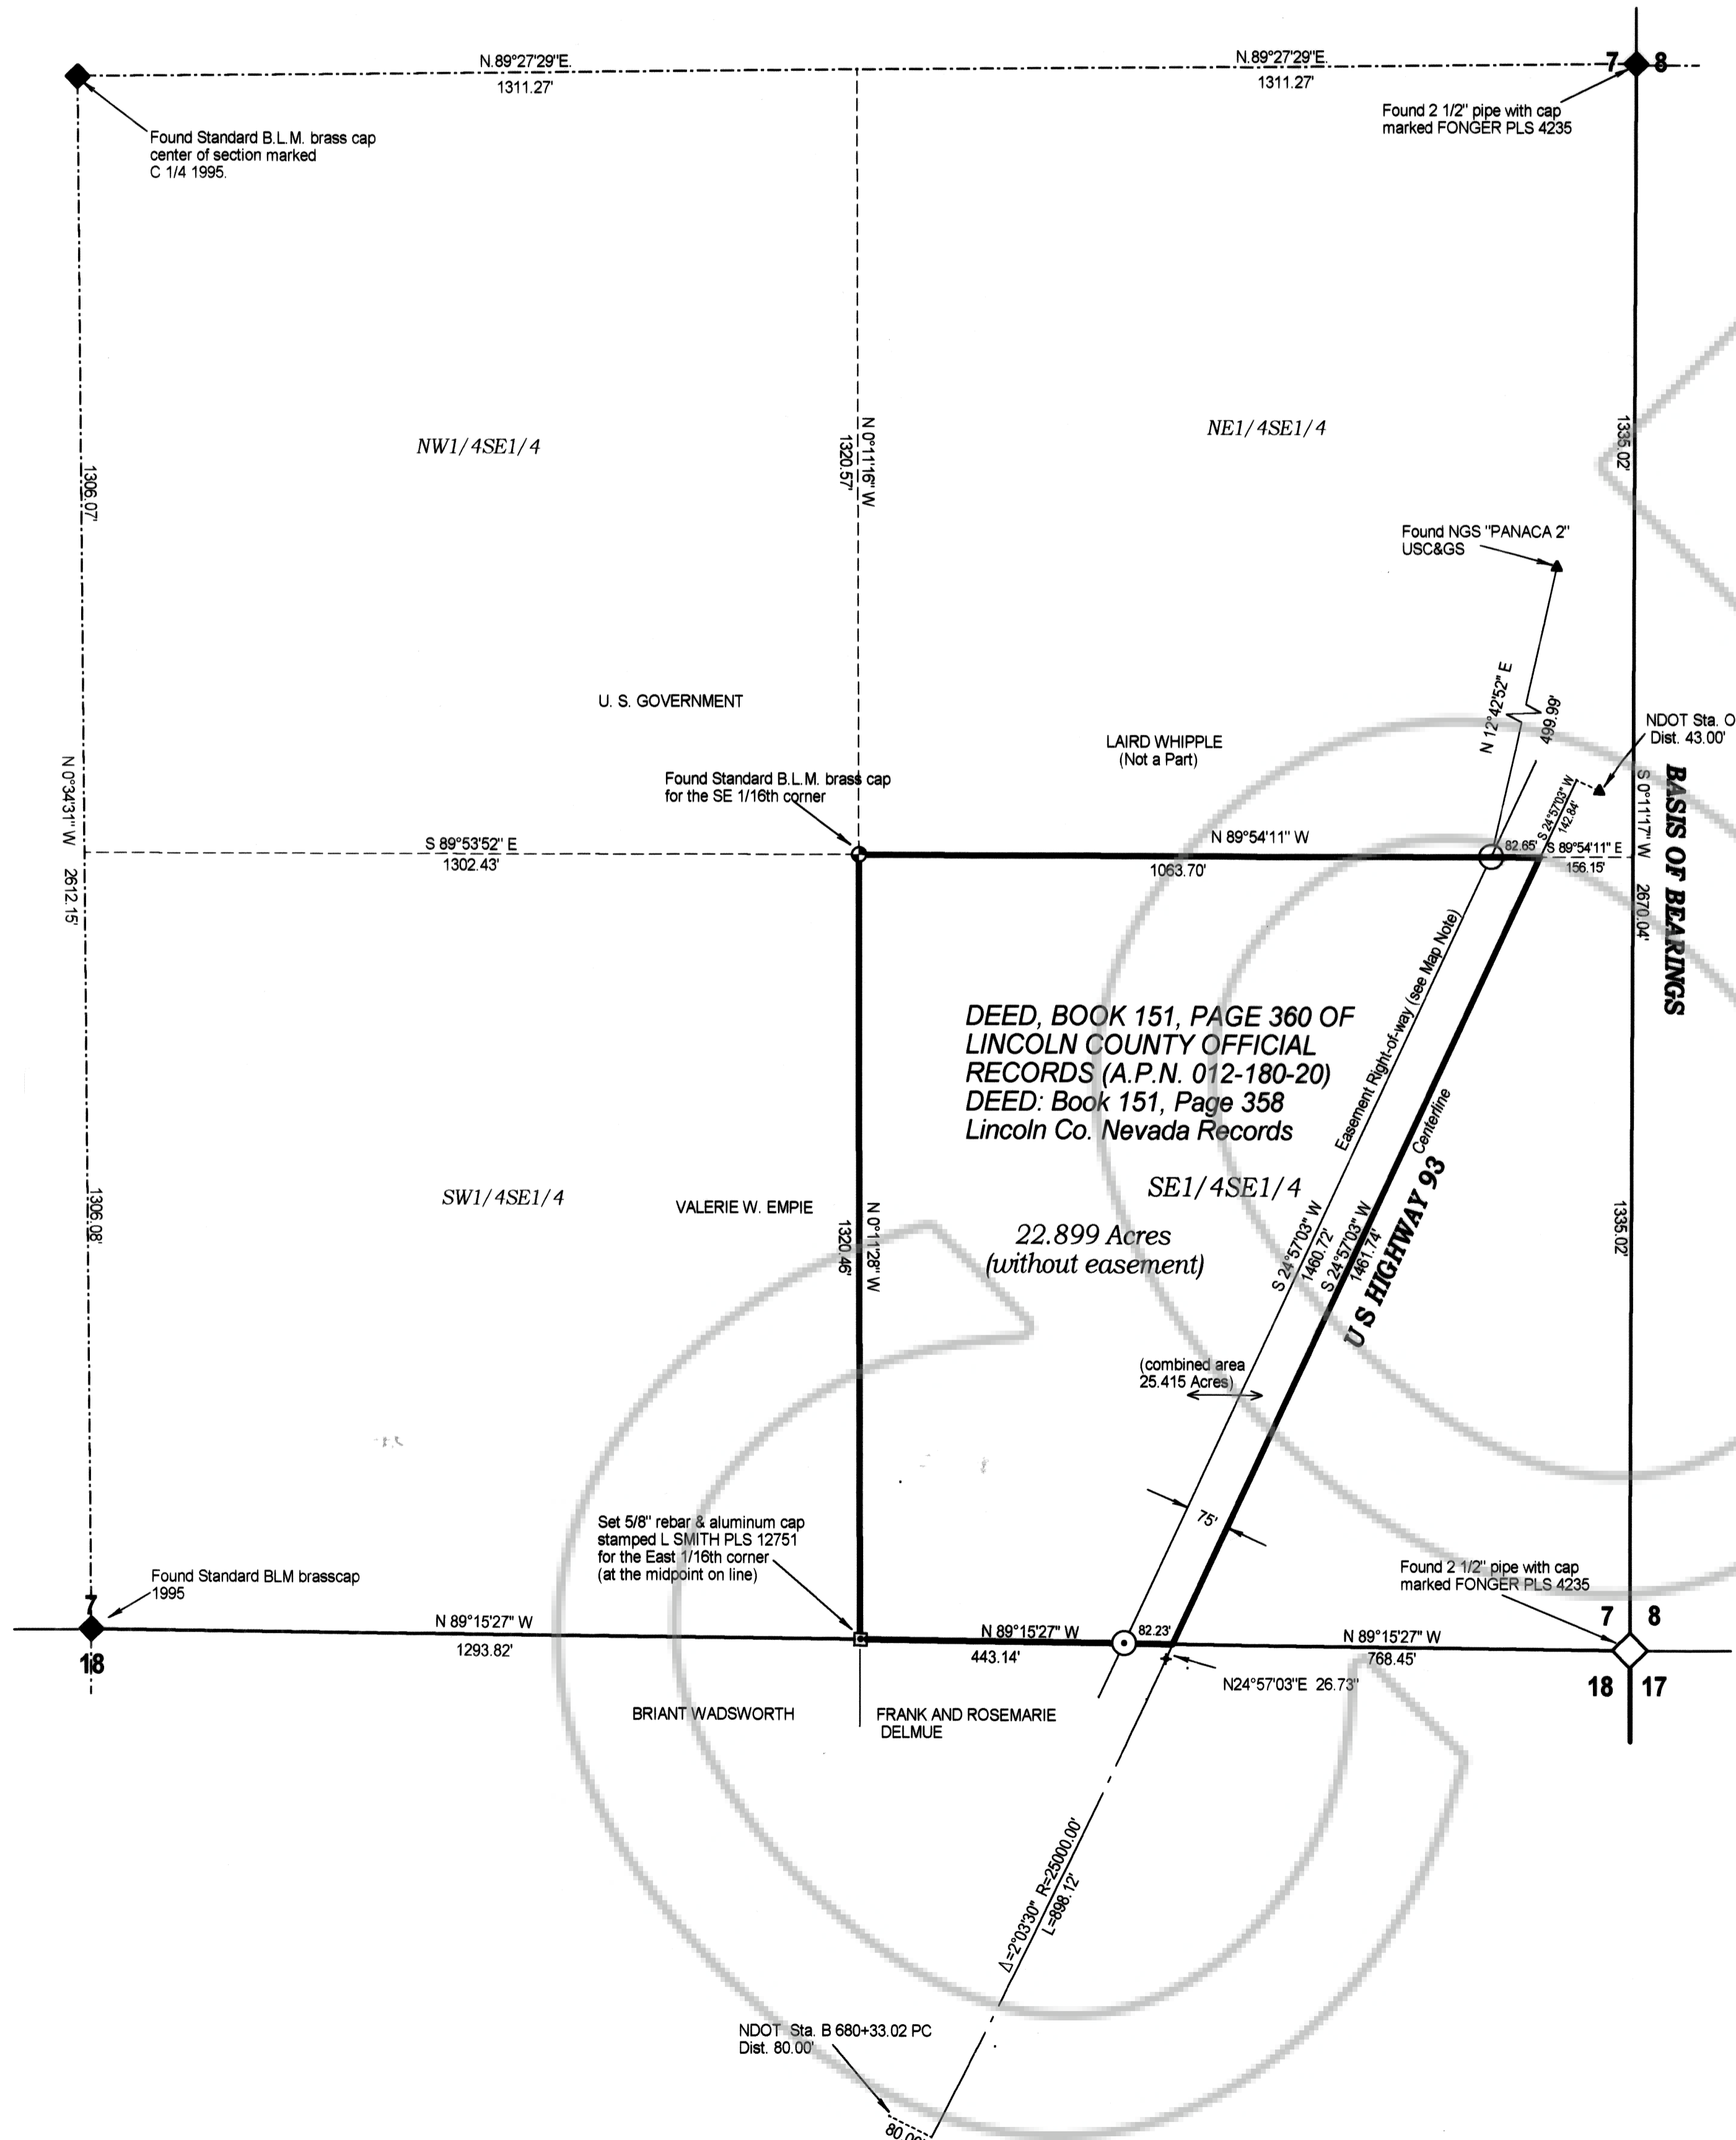 N.89°27'29"E.
1311.27'
N.89°27'29"E.
1311.27'
7 8
Found 2 1/2" pipe with cap
marked FONGER PLS 4235
Found Standard B.L.M. brass cap
center of section marked
C 1/4 1995.
NW1/4SE1/4
NE1/4SE1/4
1306.07'
N 0°11'16" W
1320.57'
1335.02'
Found NGS "PANACA 2"
USC&GS
N 12°42'52" E
499.99'
U. S. GOVERNMENT
LAIRD WHIPPLE
(Not a Part)
NDOT Sta. O
Dist. 43.00'
Found Standard B.L.M. brass cap
for the SE 1/16th corner
N 0°34'31" W 2612.15'
S 0°11'17" W 2670.04'
BASIS OF BEARINGS
S 24°57'03" W
142.84'
S 89°53'52" E
1302.43'
N 89°54'11" W
1063.70'
82.65'
S 89°54'11" E
156.15'
Easement Right-of-way (see Map Note)
DEED, BOOK 151, PAGE 360 OF
LINCOLN COUNTY OFFICIAL
RECORDS (A.P.N. 012-180-20)
DEED: Book 151, Page 358
Lincoln Co. Nevada Records
Centerline
U S HIGHWAY 93
SE1/4SE1/4
SW1/4SE1/4
VALERIE W. EMPIE
22.899 Acres
(without easement)
1306.08'
N 0°11'28" W
1320.46'
S 24°57'03" W
1460.72'
S 24°57'03" W
1461.74'
1335.02'
(combined area
25.415 Acres)
75'
Set 5/8" rebar & aluminum cap
stamped L SMITH PLS 12751
for the East 1/16th corner
(at the midpoint on line)
Found Standard BLM brasscap
1995
Found 2 1/2" pipe with cap
marked FONGER PLS 4235
7
18
N 89°15'27" W
1293.82'
N 89°15'27" W
443.14'
82.23'
N 89°15'27" W
768.45'
7 8
18 17
N24°57'03"E 26.73"
BRIANT WADSWORTH
FRANK AND ROSEMARIE
DELMUE
Δ=2°03'30" R=25000.00'
L=898.12'
NDOT Sta. B 680+33.02 PC
Dist. 80.00'